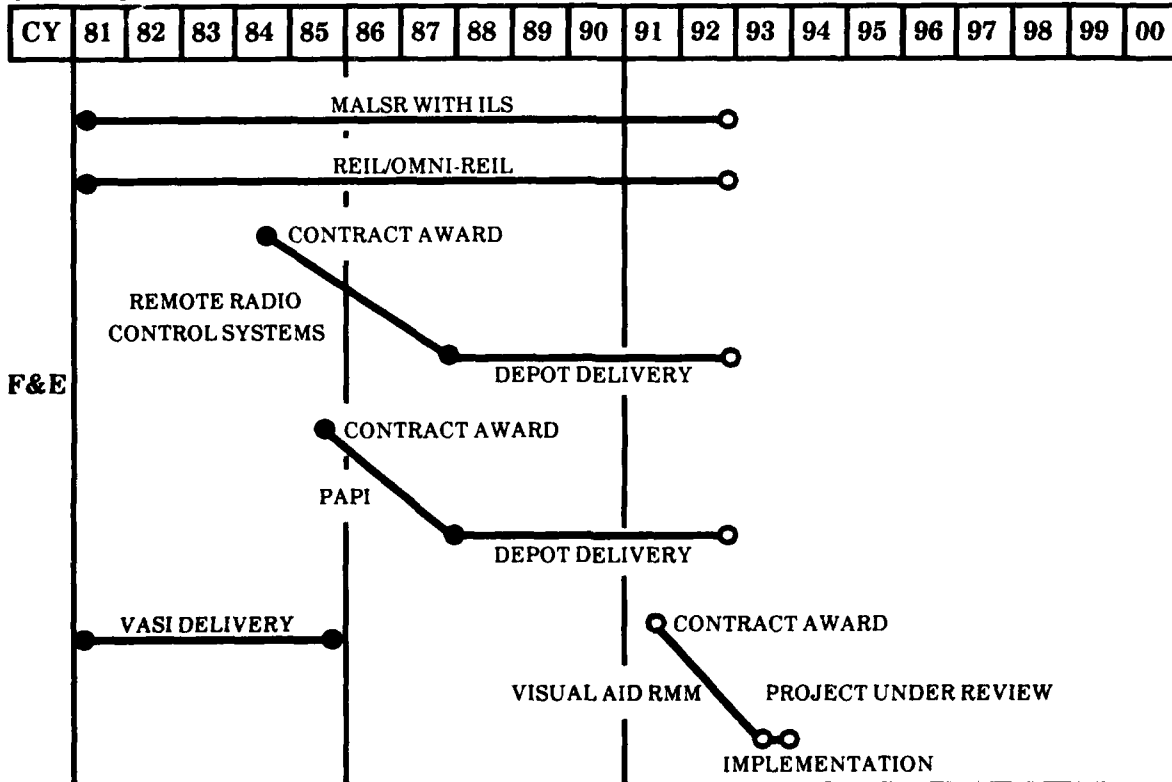 CY 81 82 83 84 85 86 87 88 89 90 91 92 93 94 95 96 97 98 99 00
MALSR WITH ILS
REIL/OMNI-REIL
CONTRACT AWARD
REMOTE RADIO
CONTROL SYSTEMS
DEPOT DELIVERY
F&E
CONTRACT AWARD
PAPI
DEPOT DELIVERY
VASI DELIVERY
CONTRACT AWARD
VISUAL AID RMM PROJECT UNDER REVIEW
IMPLEMENTATION